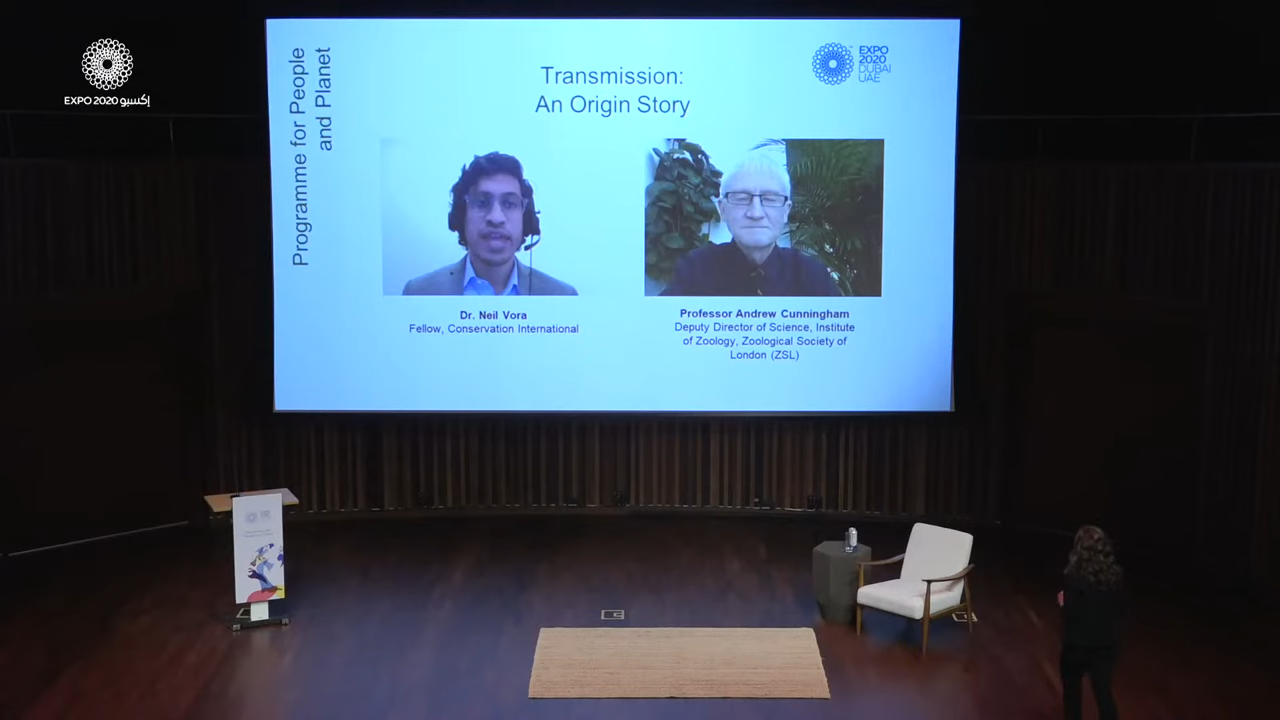 EXPO 2020 إكسبو
Programme for People
and Planet
Transmission:
An Origin Story
EXPO
2020
DUBAI
UAE
Dr. Neil Vora
Fellow, Conservation International
Professor Andrew Cunningham
Deputy Director of Science, Institute
of Zoology, Zoological Society of
London (ZSL)